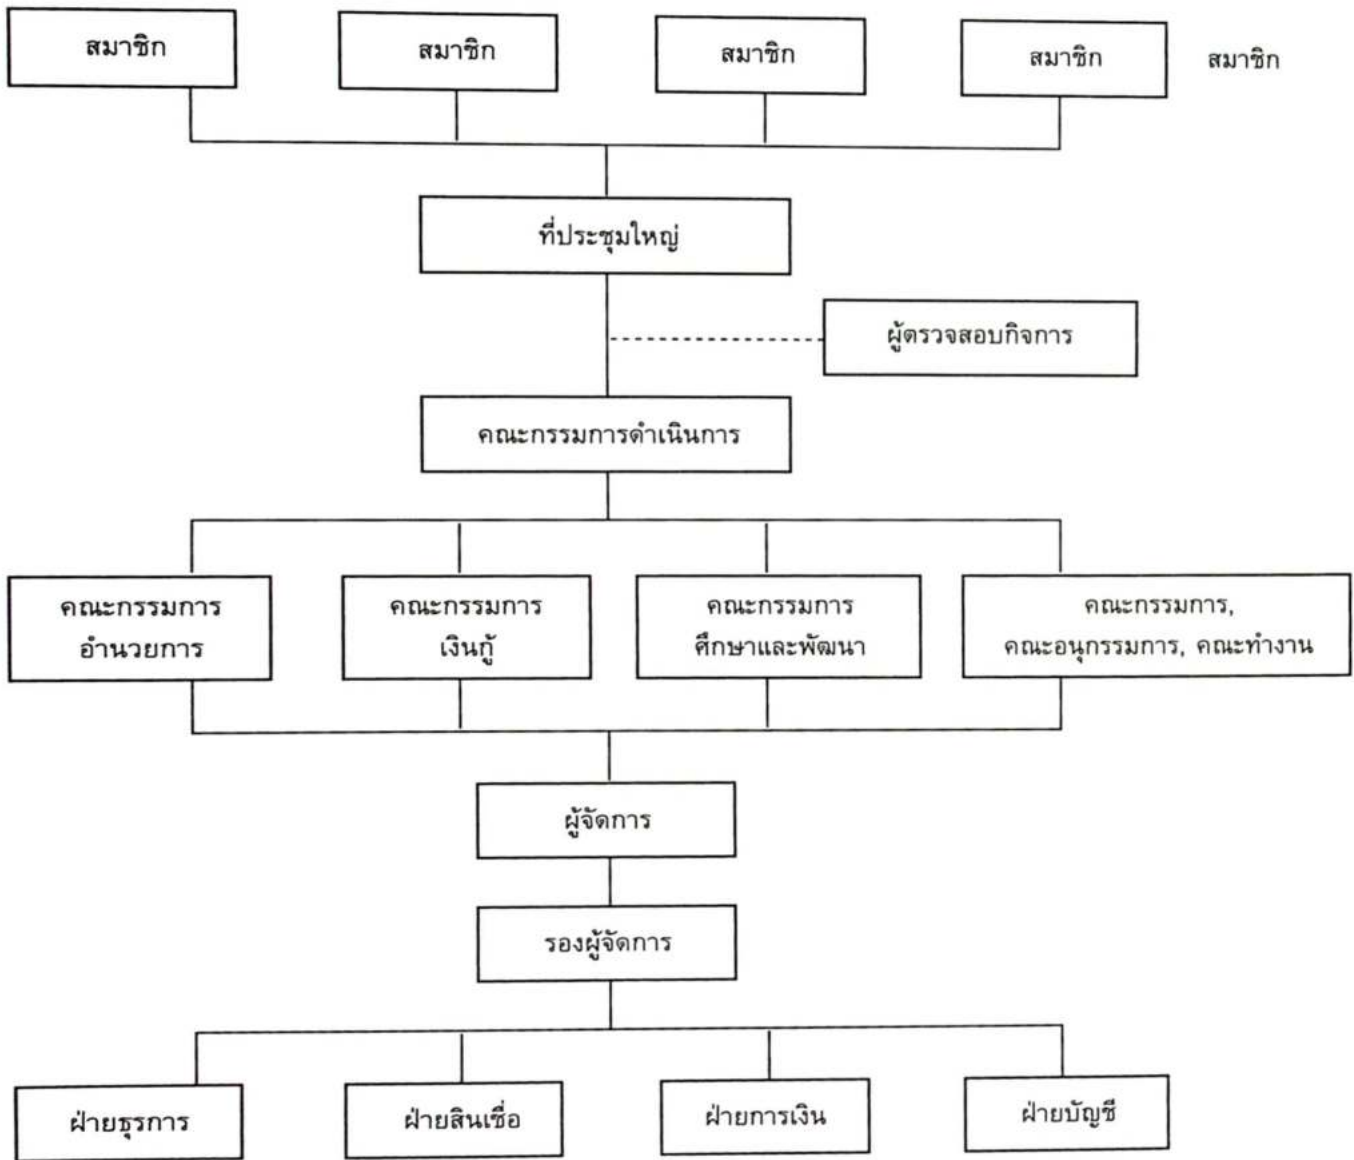 สมาชิก
สมาชิก
สมาชิก
สมาชิก
สมาชิก
ที่ประชุมใหญ่
ผู้ตรวจสอบกิจการ
คณะกรรมการดำเนินการ
คณะกรรมการ
อำนวยการ
คณะกรรมการ
เงินกู้
คณะกรรมการ
ศึกษาและพัฒนา
คณะกรรมการ,
คณะอนุกรรมการ, คณะทำงาน
ผู้จัดการ
รองผู้จัดการ
ฝ่ายธุรการ
ฝ่ายสินเชื่อ
ฝ่ายการเงิน
ฝ่ายบัญชี